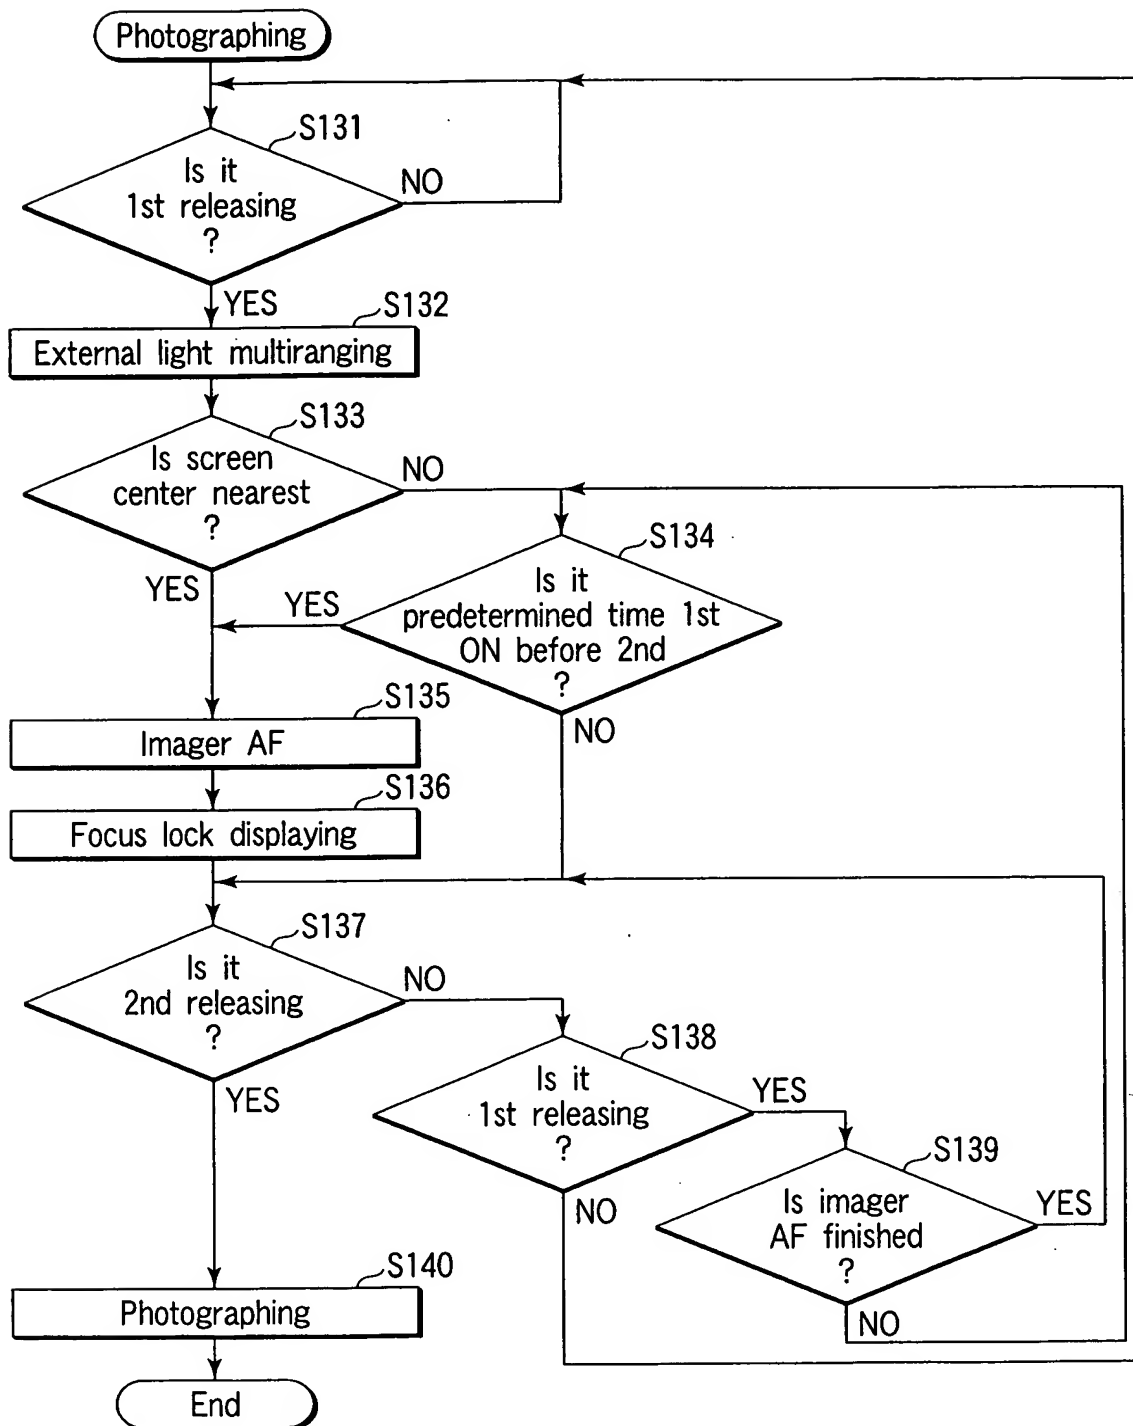 Photographing
S131
Is it
1st releasing
?
NO
YES
S132
External light multiranging
S133
Is screen
center nearest
?
NO
YES
S134
Is it
predetermined time 1st
ON before 2nd
?
YES
NO
S135
Imager AF
S136
Focus lock displaying
S137
Is it
2nd releasing
?
NO
YES
S138
Is it
1st releasing
?
YES
NO
S139
Is imager
AF finished
?
YES
NO
S140
Photographing
End